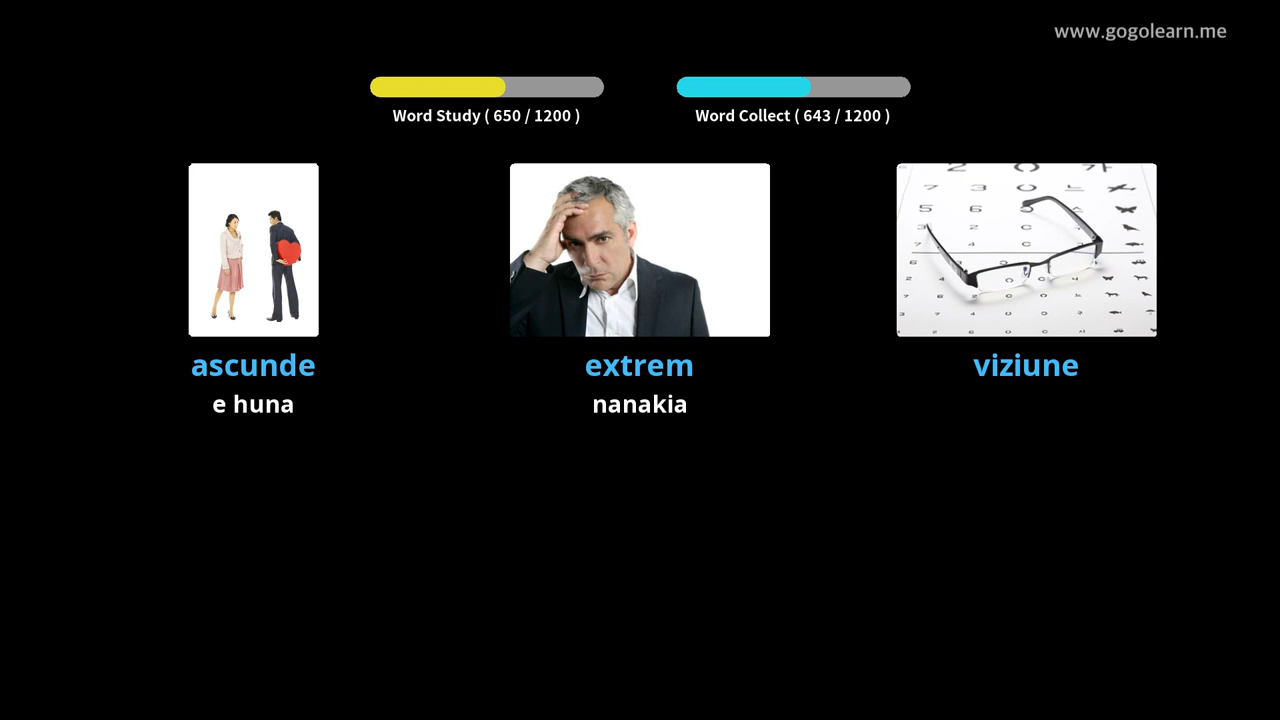 www.gogolearn.me
Word Study ( 650 / 1200 )
Word Collect ( 643 / 1200 )
ascunde
extrem
viziune
e huna
nanakia